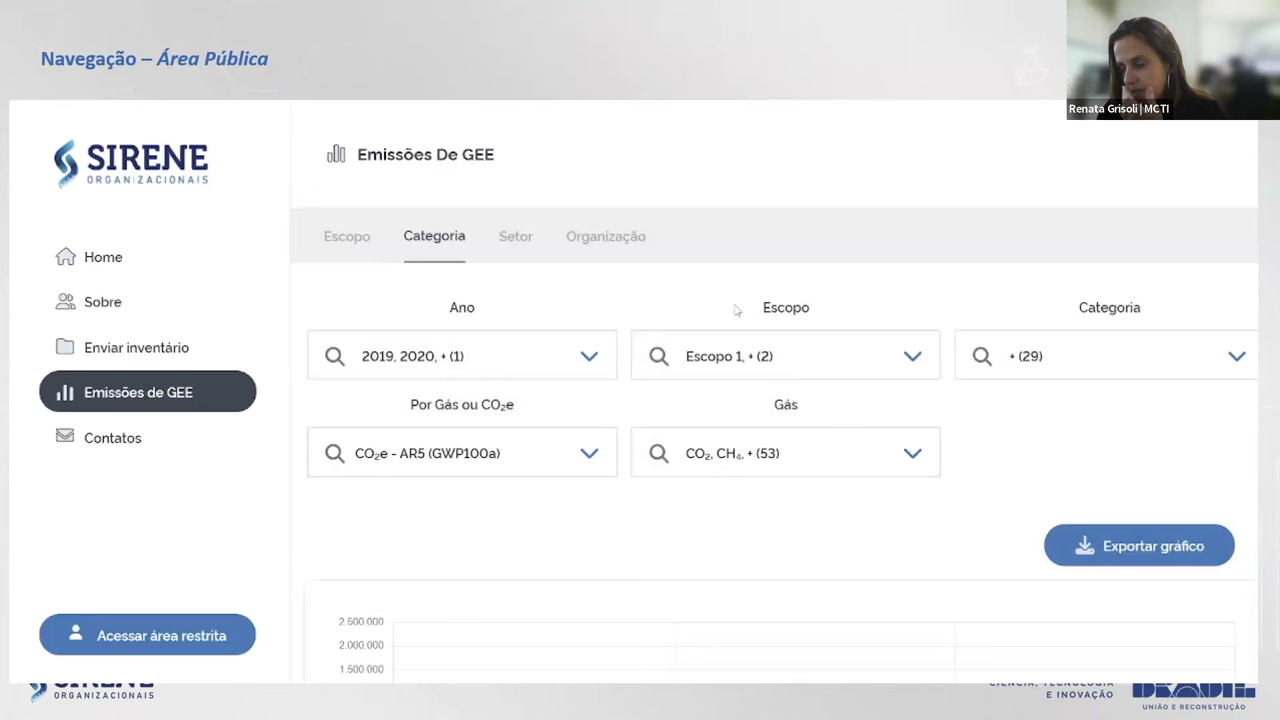 Navegação – Área Pública
Renata Grisoli | MCTI
SIRENE
ORGANIZACIONAIS
Home
Sobre
Enviar inventário
Emissões de GEE
Contatos
Acessar área restrita
Emissões De GEE
Escopo Categoria Setor Organização
Ano Escopo Categoria
2019, 2020, + (1) Escopo 1, + (2) + (29)
Por Gás ou CO₂e Gás
CO₂e - AR5 (GWP100a) CO₂, CH₄, + (53)
Exportar gráfico
2.500.000
2.000.000
1.500.000
SIRENE
ORGANIZACIONAIS
CIÊNCIA, TECNOLOGIA
E INOVAÇÃO
BRASIL
UNIÃO E RECONSTRUÇÃO